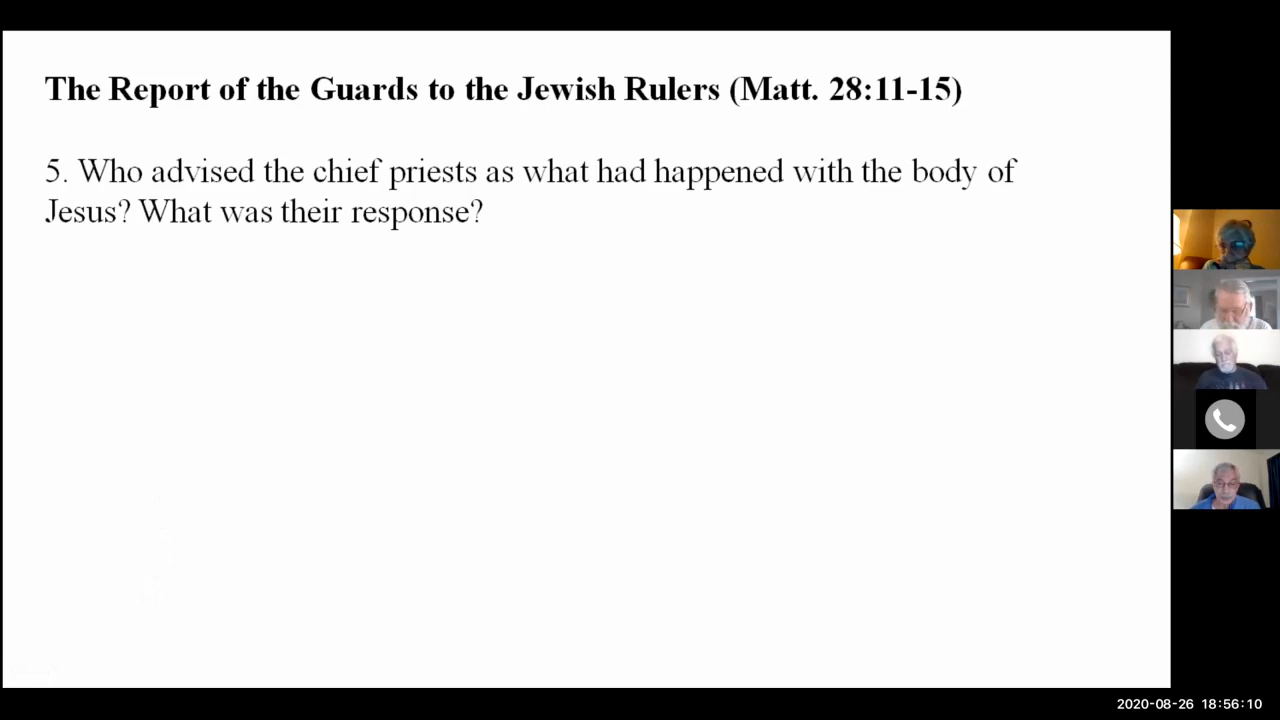 The Report of the Guards to the Jewish Rulers (Matt. 28:11-15)
5. Who advised the chief priests as what had happened with the body of
Jesus? What was their response?
2020-08-26 18:56:10